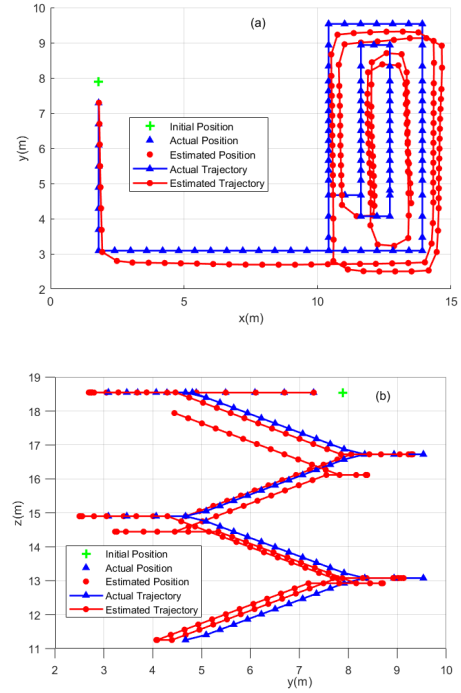 10
(a)
9
8
7
Initial Position
Actual Position
6
Estimated Position
y(m)
Actual Trajectory
5
Estimated Trajectory
4
3
2
0 5 10 15
x(m)
19
(b)
18
17
16
z(m)
15
14
Initial Position
Actual Position
13
Estimated Position
Actual Trajectory
12
Estimated Trajectory
11
2 3 4 5 6 7 8 9 10
y(m)